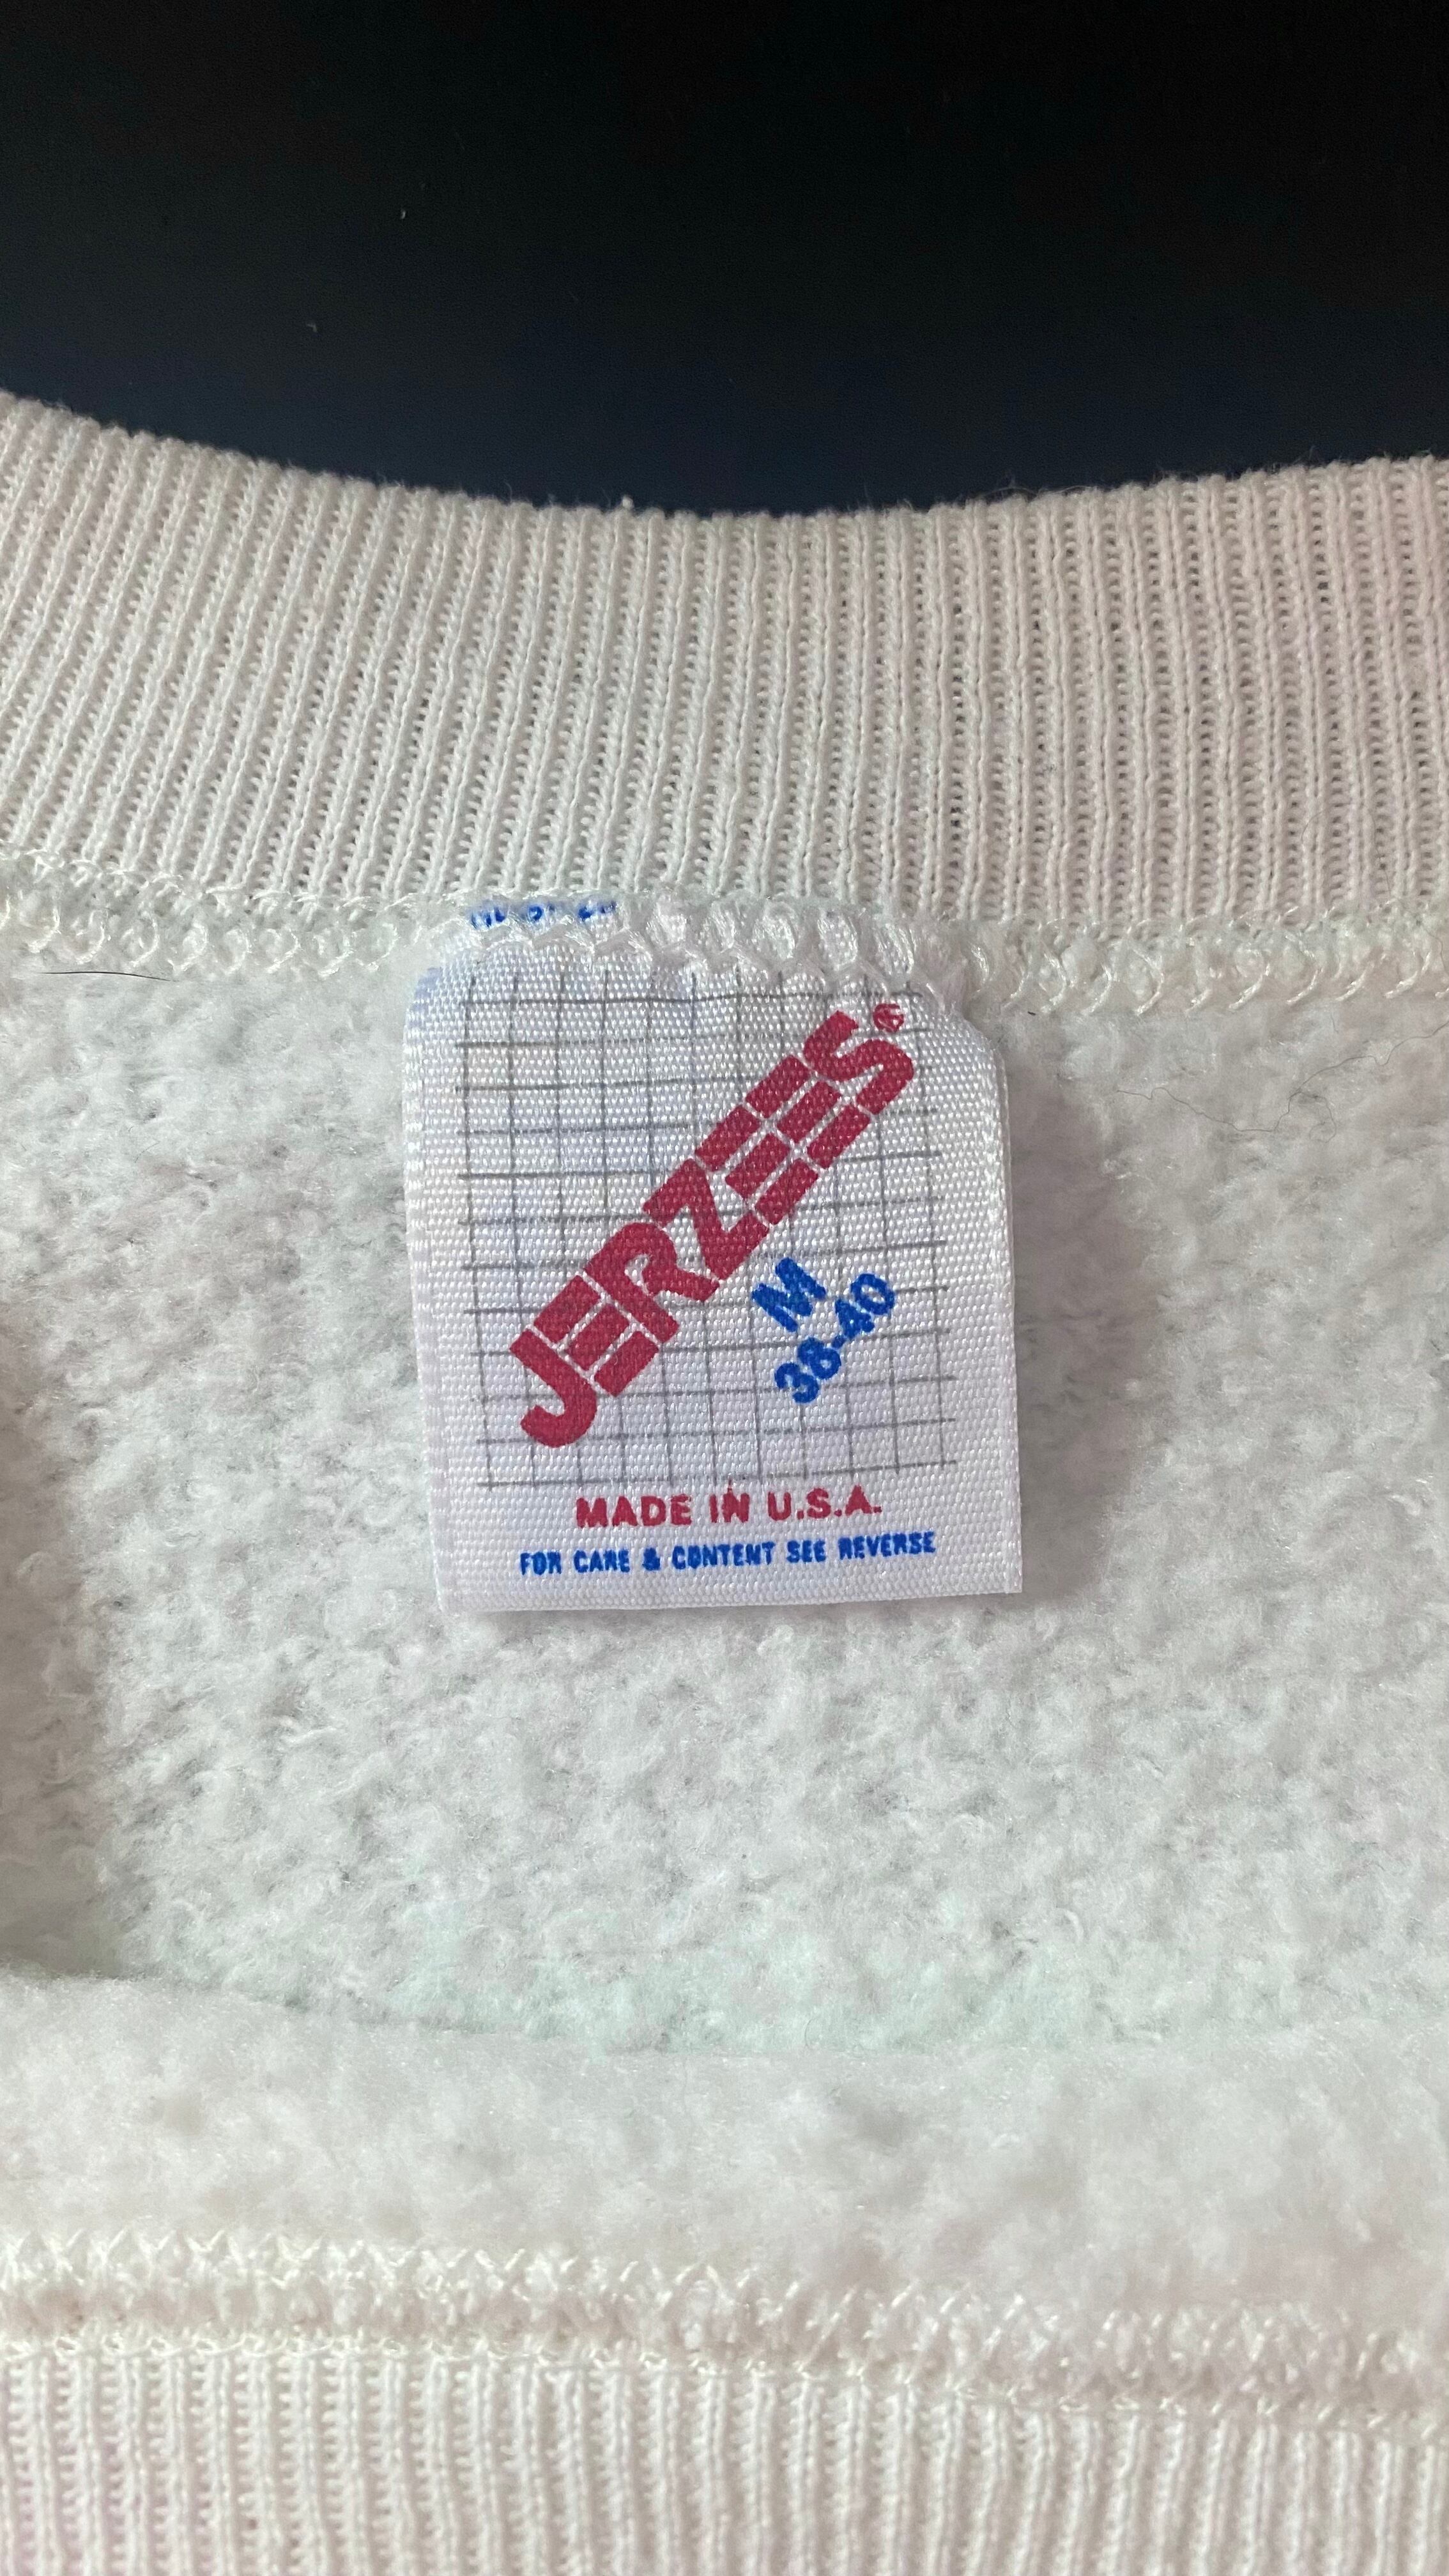 JERZEES®
M
38-40
MADE IN U.S.A.
FOR CARE & CONTENT SEE REVERSE